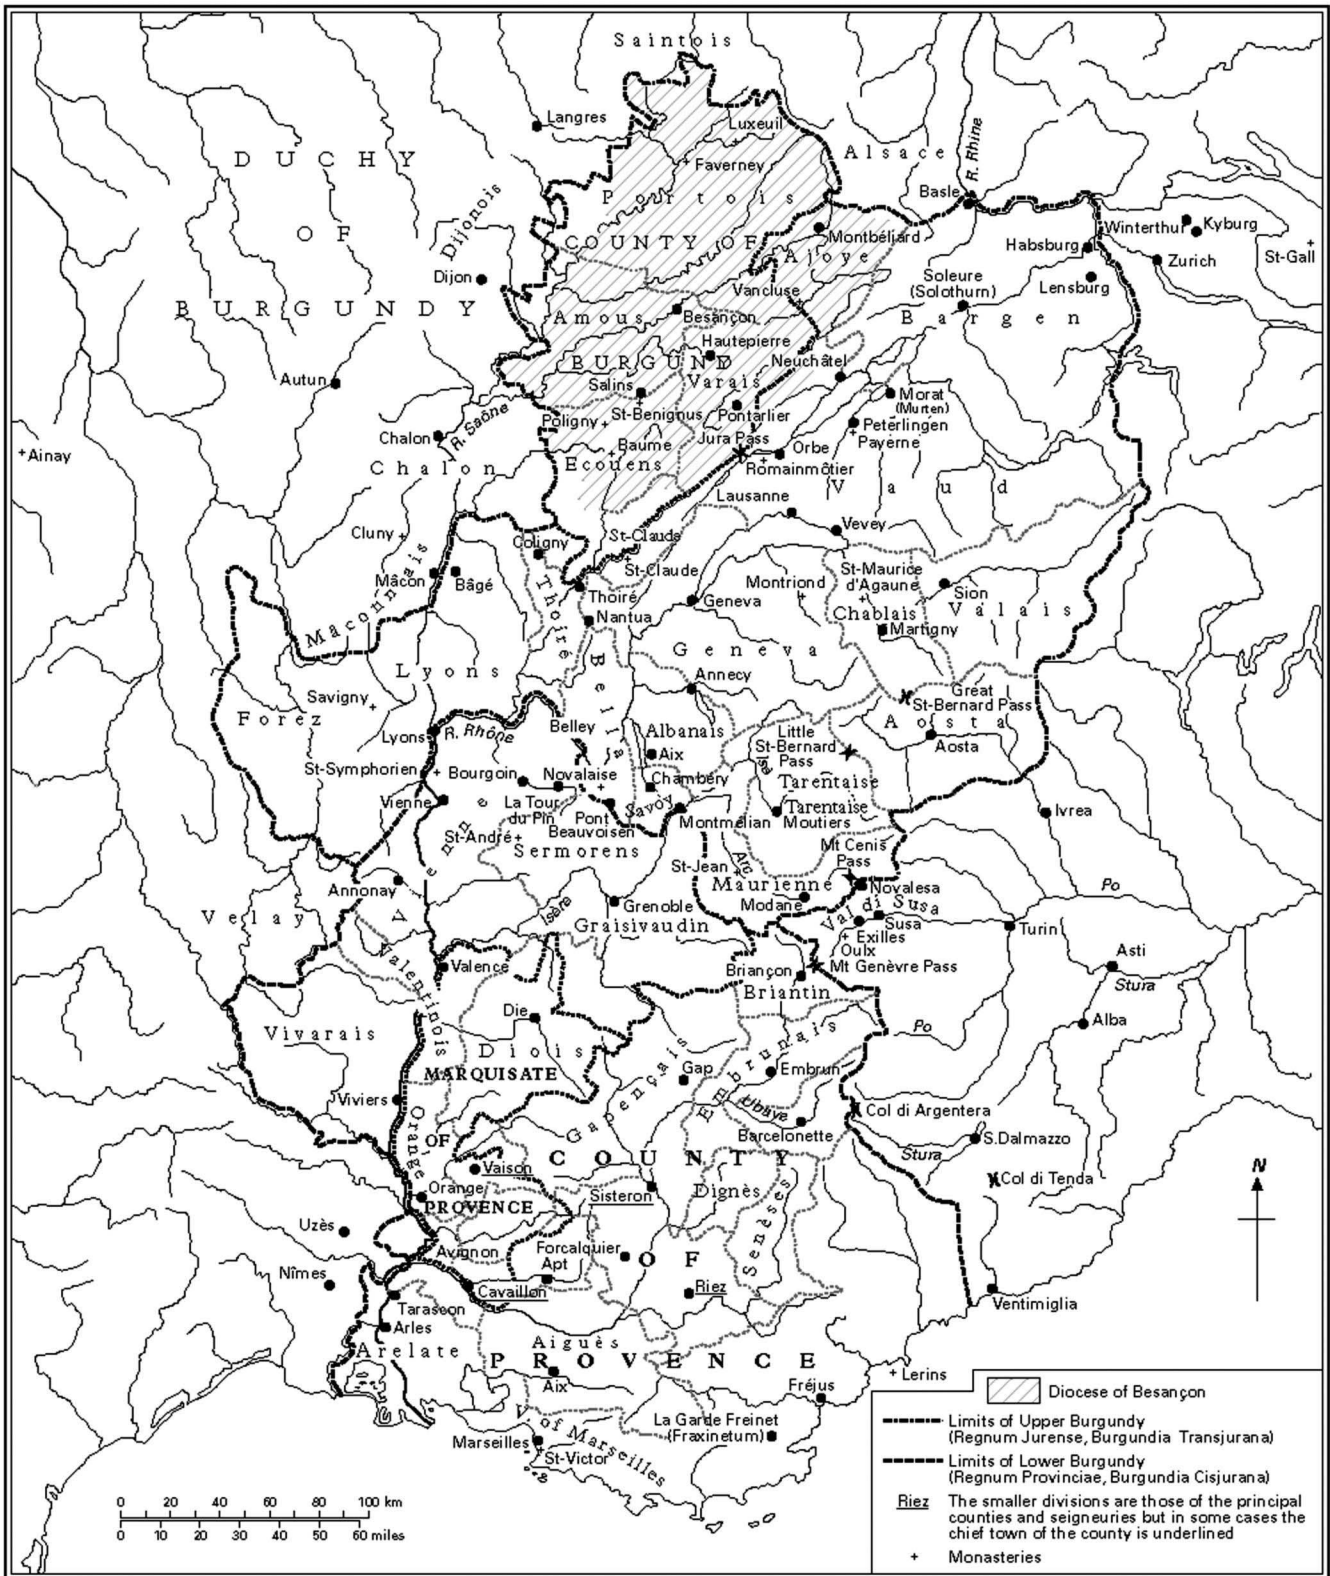 Saintois
Langres
Luxeuil
Faverney
Alsace
R. Rhine
DUCHY
OF
BURGUNDY
Dijonois
Portois
Basle
COUNTY OF
Montbéliard
Ajoye
Winterthur
Kyburg
Habsburg
St-Gall
Zurich
Dijon
Vancluse
Soleure
(Solothurn)
Lensburg
Amous
Besançon
Bargen
Hautepierre
BURGUND
Varais
Neuchâtel
Autun
Salins
St-Benignus
Pontarlier
Morat
(Murten)
Poligny
Peterlingen
Payerne
R. Saône
Chalon
Chalon
Ainay
Baume
Jura Pass
Orbe
Ecouens
Romainmôtier
Vaud
Lausanne
Vevey
Cluny
Mâconnais
Coligny
St-Claude
St-Claude
St-Maurice
d'Agaune
Mâcon
Bâgé
Thoiré
Thoiré
Montriond
Sion
Valais
Geneva
Chablais
Martigny
Nantua
Lyons
Bella
Geneva
Annecy
Savigny
Forez
Great
St-Bernard Pass
Aosta
Aosta
Lyons
R. Rhône
Belley
Albanais
Little
St-Bernard
Pass
Aix
Isère
St-Symphorien
Bourgoin
Novalaise
Chambéry
Tarentaise
Vienne
La Tour
du Pin
Pont
Beauvoisen
Savoy
Montmélian
Tarentaise
Moutiers
Ivrea
Viennne
St-André
Sermorens
Mt Cenis
Pass
St-Jean
Arc
Annonay
Maurienne
Modane
Novalesa
Po
Velay
Isère
Grenoble
Graisivaudin
Val di Susa
Susa
Exilles
Oulx
Turin
Valentinois
Valence
Briançon
Mt Genèvre Pass
Asti
Stura
Briantin
Vivarais
Die
Diois
Po
Alba
MARQUISATE
Gapençais
Gap
Embrunais
Embrun
Viviers
Ubaye
Col di Argentera
Orange
OF
Barcelonette
S.Dalmazzo
Stura
Vaison
COUNTY
Col di Tenda
N
Orange
Sisteron
Dignès
PROVENCE
Senèses
Uzès
Avignon
Forcalquier
Apt
OF
Nîmes
Cavaillon
Riez
Ventimiglia
Tarascon
Arles
Arelate
Aiguès
PROVENCE
Aix
Lerins
Fréjus
V. of Marseilles
La Garde Freinet
(Fraxinetum)
Marseilles
St-Victor
Diocese of Besançon
Limits of Upper Burgundy
(Regnum Jurense, Burgundia Transjurana)
Limits of Lower Burgundy
(Regnum Provinciae, Burgundia Cisjurana)
Riez The smaller divisions are those of the principal
counties and seigneuries but in some cases the
chief town of the county is underlined
+ Monasteries
0 20 40 60 80 100 km
0 10 20 30 40 50 60 miles